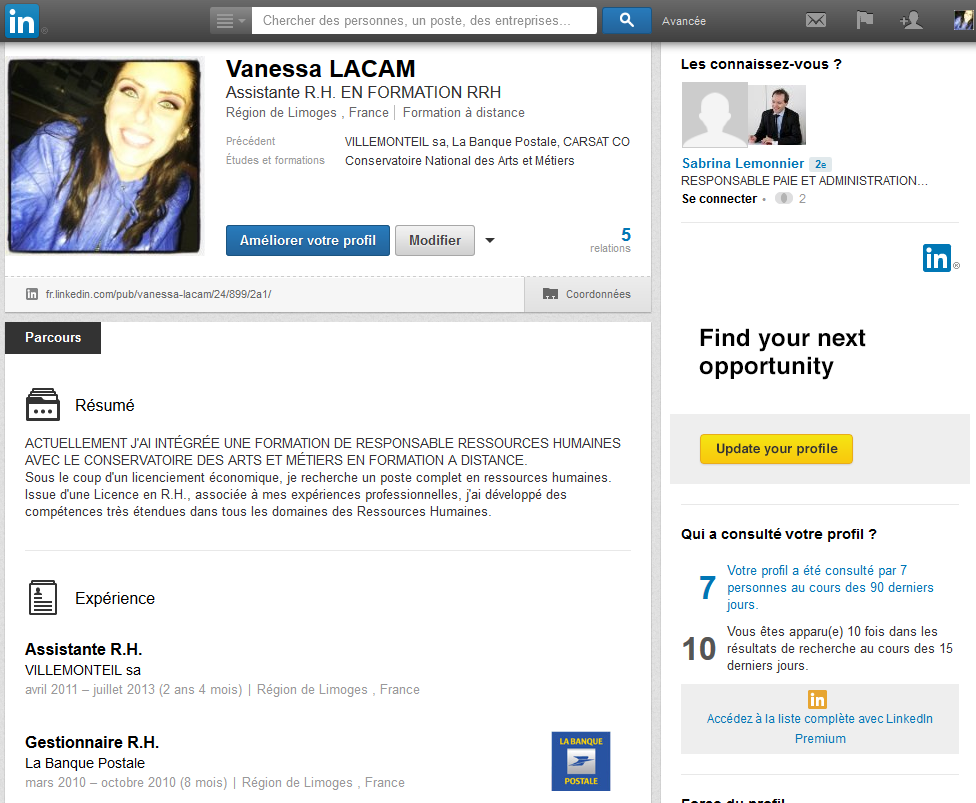 in
Chercher des personnes, un poste, des entreprises...
Avancée
Vanessa LACAM
Assistante R.H. EN FORMATION RRH
Région de Limoges , France | Formation à distance
Précédent VILLEMONTEIL sa, La Banque Postale, CARSAT CO
Études et formations Conservatoire National des Arts et Métiers
Améliorer votre profil
Modifier
5
relations
fr.linkedin.com/pub/vanessa-lacam/24/899/2a1/
Coordonnées
Parcours
Résumé
ACTUELLEMENT J'AI INTÉGRÉE UNE FORMATION DE RESPONSABLE RESSOURCES HUMAINES
AVEC LE CONSERVATOIRE DES ARTS ET MÉTIERS EN FORMATION A DISTANCE.
Sous le coup d'un licenciement économique, je recherche un poste complet en ressources humaines.
Issue d'une Licence en R.H., associée à mes expériences professionnelles, j'ai développé des
compétences très étendues dans tous les domaines des Ressources Humaines.
Expérience
Assistante R.H.
VILLEMONTEIL sa
avril 2011 – juillet 2013 (2 ans 4 mois) | Région de Limoges , France
Gestionnaire R.H.
La Banque Postale
mars 2010 – octobre 2010 (8 mois) | Région de Limoges , France
LA BANQUE
POSTALE
Les connaissez-vous ?
Sabrina Lemonnier 2e
RESPONSABLE PAIE ET ADMINISTRATION...
Se connecter • 2
in ®
Find your next
opportunity
Update your profile
Qui a consulté votre profil ?
7
Votre profil a été consulté par 7
personnes au cours des 90 derniers
jours.
10
Vous êtes apparu(e) 10 fois dans les
résultats de recherche au cours des 15
derniers jours.
in
Accédez à la liste complète avec LinkedIn
Premium
Force du profil